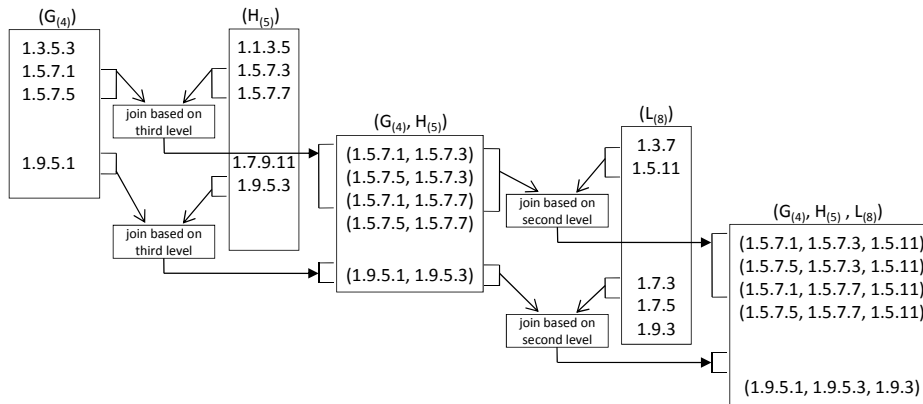 (G(4))
1.3.5.3
1.5.7.1
1.5.7.5
1.9.5.1
(H(5))
1.1.3.5
1.5.7.3
1.5.7.7
1.7.9.11
1.9.5.3
join based on
third level
join based on
third level
(G(4), H(5))
(1.5.7.1, 1.5.7.3)
(1.5.7.5, 1.5.7.3)
(1.5.7.1, 1.5.7.7)
(1.5.7.5, 1.5.7.7)
(1.9.5.1, 1.9.5.3)
(L(8))
1.3.7
1.5.11
1.7.3
1.7.5
1.9.3
join based on
second level
join based on
second level
(G(4), H(5) , L(8))
(1.5.7.1, 1.5.7.3, 1.5.11)
(1.5.7.5, 1.5.7.3, 1.5.11)
(1.5.7.1, 1.5.7.7, 1.5.11)
(1.5.7.5, 1.5.7.7, 1.5.11)
(1.9.5.1, 1.9.5.3, 1.9.3)